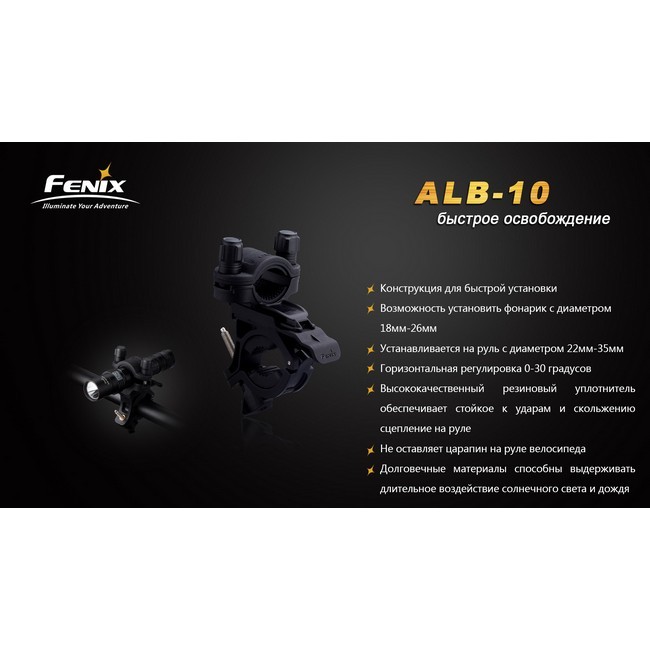 FENIX
Illuminate Your Adventure
ALB-10
быстрое освобождение
Конструкция для быстрой установки
Возможность установить фонарик с диаметром
18мм-26мм
Устанавливается на руль с диаметром 22мм-35мм
Горизонтальная регулировка 0-30 градусов
Высококачественный резиновый уплотнитель
обеспечивает стойкое к ударам и скольжению
сцепление на руле
Не оставляет царапин на руле велосипеда
Долговечные материалы способны выдерживать
длительное воздействие солнечного света и дождя
FENIX